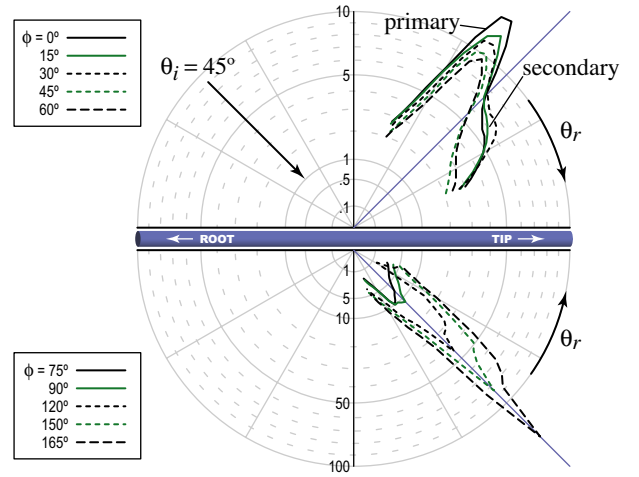 10
primary
ϕ = 0º
15º
30º
45º
60º
θi = 45º
5
secondary
θr
1
.5
.1
ROOT
TIP
1
5
10
θr
ϕ = 75º
90º
120º
150º
165º
50
100